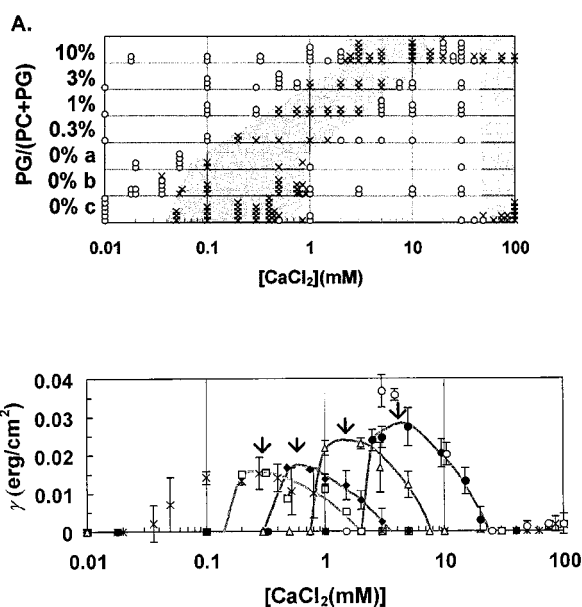 A.
PG/(PC+PG)
10%
3%
1%
0.3%
0% a
0% b
0% c
0.01 0.1 1 10 100
[CaCl₂](mM)
γ (erg/cm²)
0.04
0.03
0.02
0.01
0
0.01 0.1 1 10 100
[CaCl₂(mM)]